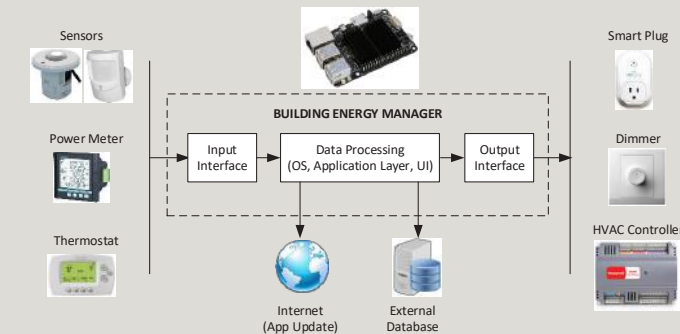 Sensors
Smart Plug
BUILDING ENERGY MANAGER
Power Meter
Input
Interface
Data Processing
(OS, Application Layer, UI)
Output
Interface
Dimmer
Thermostat
HVAC Controller
Internet
(App Update)
External
Database